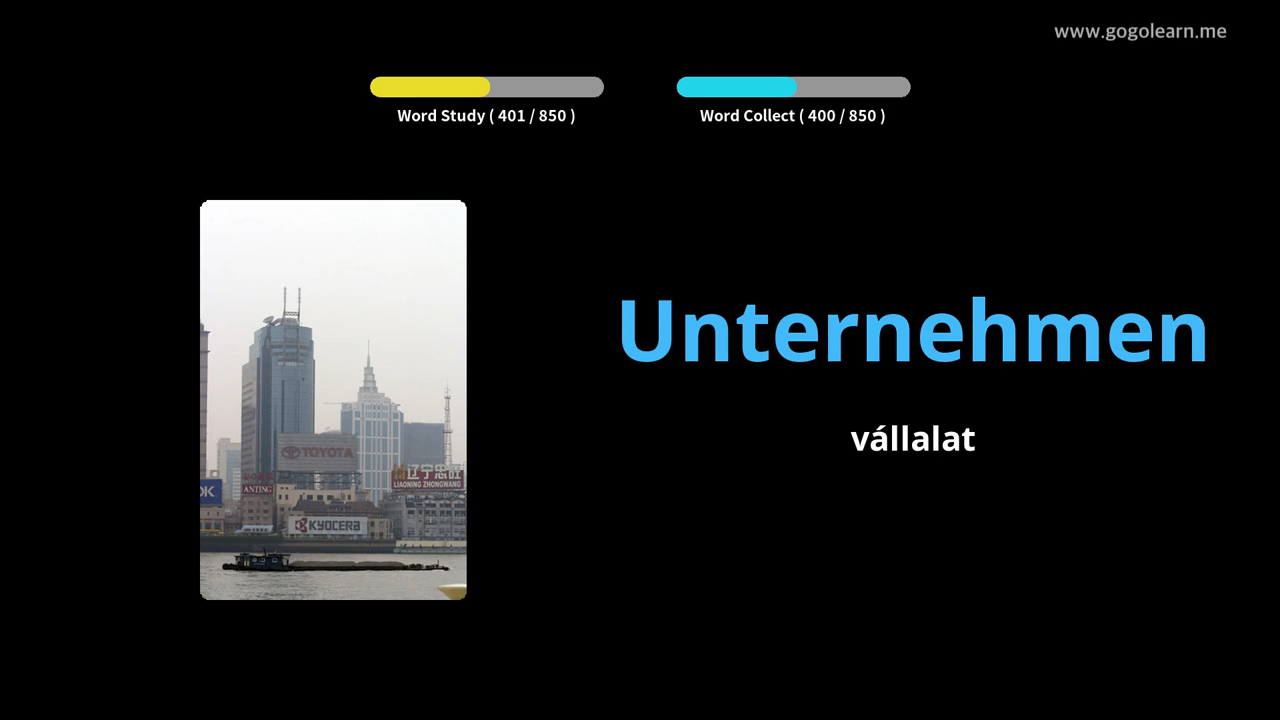 www.gogolearn.me
Word Study ( 401 / 850 )
Word Collect ( 400 / 850 )
Unternehmen
vállalat
TOYOTA
辽宁忠旺
LIAONING ZHONGWANG
ANTING
OK
KYOCERA